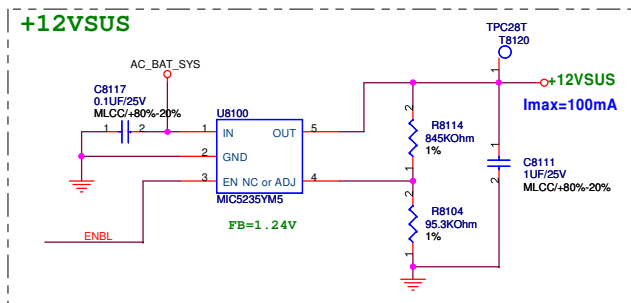 +12VSUS
TPC28T
T8120
AC_BAT_SYS
1
+12VSUS
C8117
0.1UF/25V
MLCC/+80%-20%
Imax=100mA
U8100
1 2
1 IN OUT 5
2 GND
3 EN NC or ADJ 4
MIC5235YM5
FB=1.24V
ENBL
2
R8114
845KOhm
1%
1
2
R8104
95.3KOhm
1%
1
1
C8111
1UF/25V
MLCC/+80%-20%
2